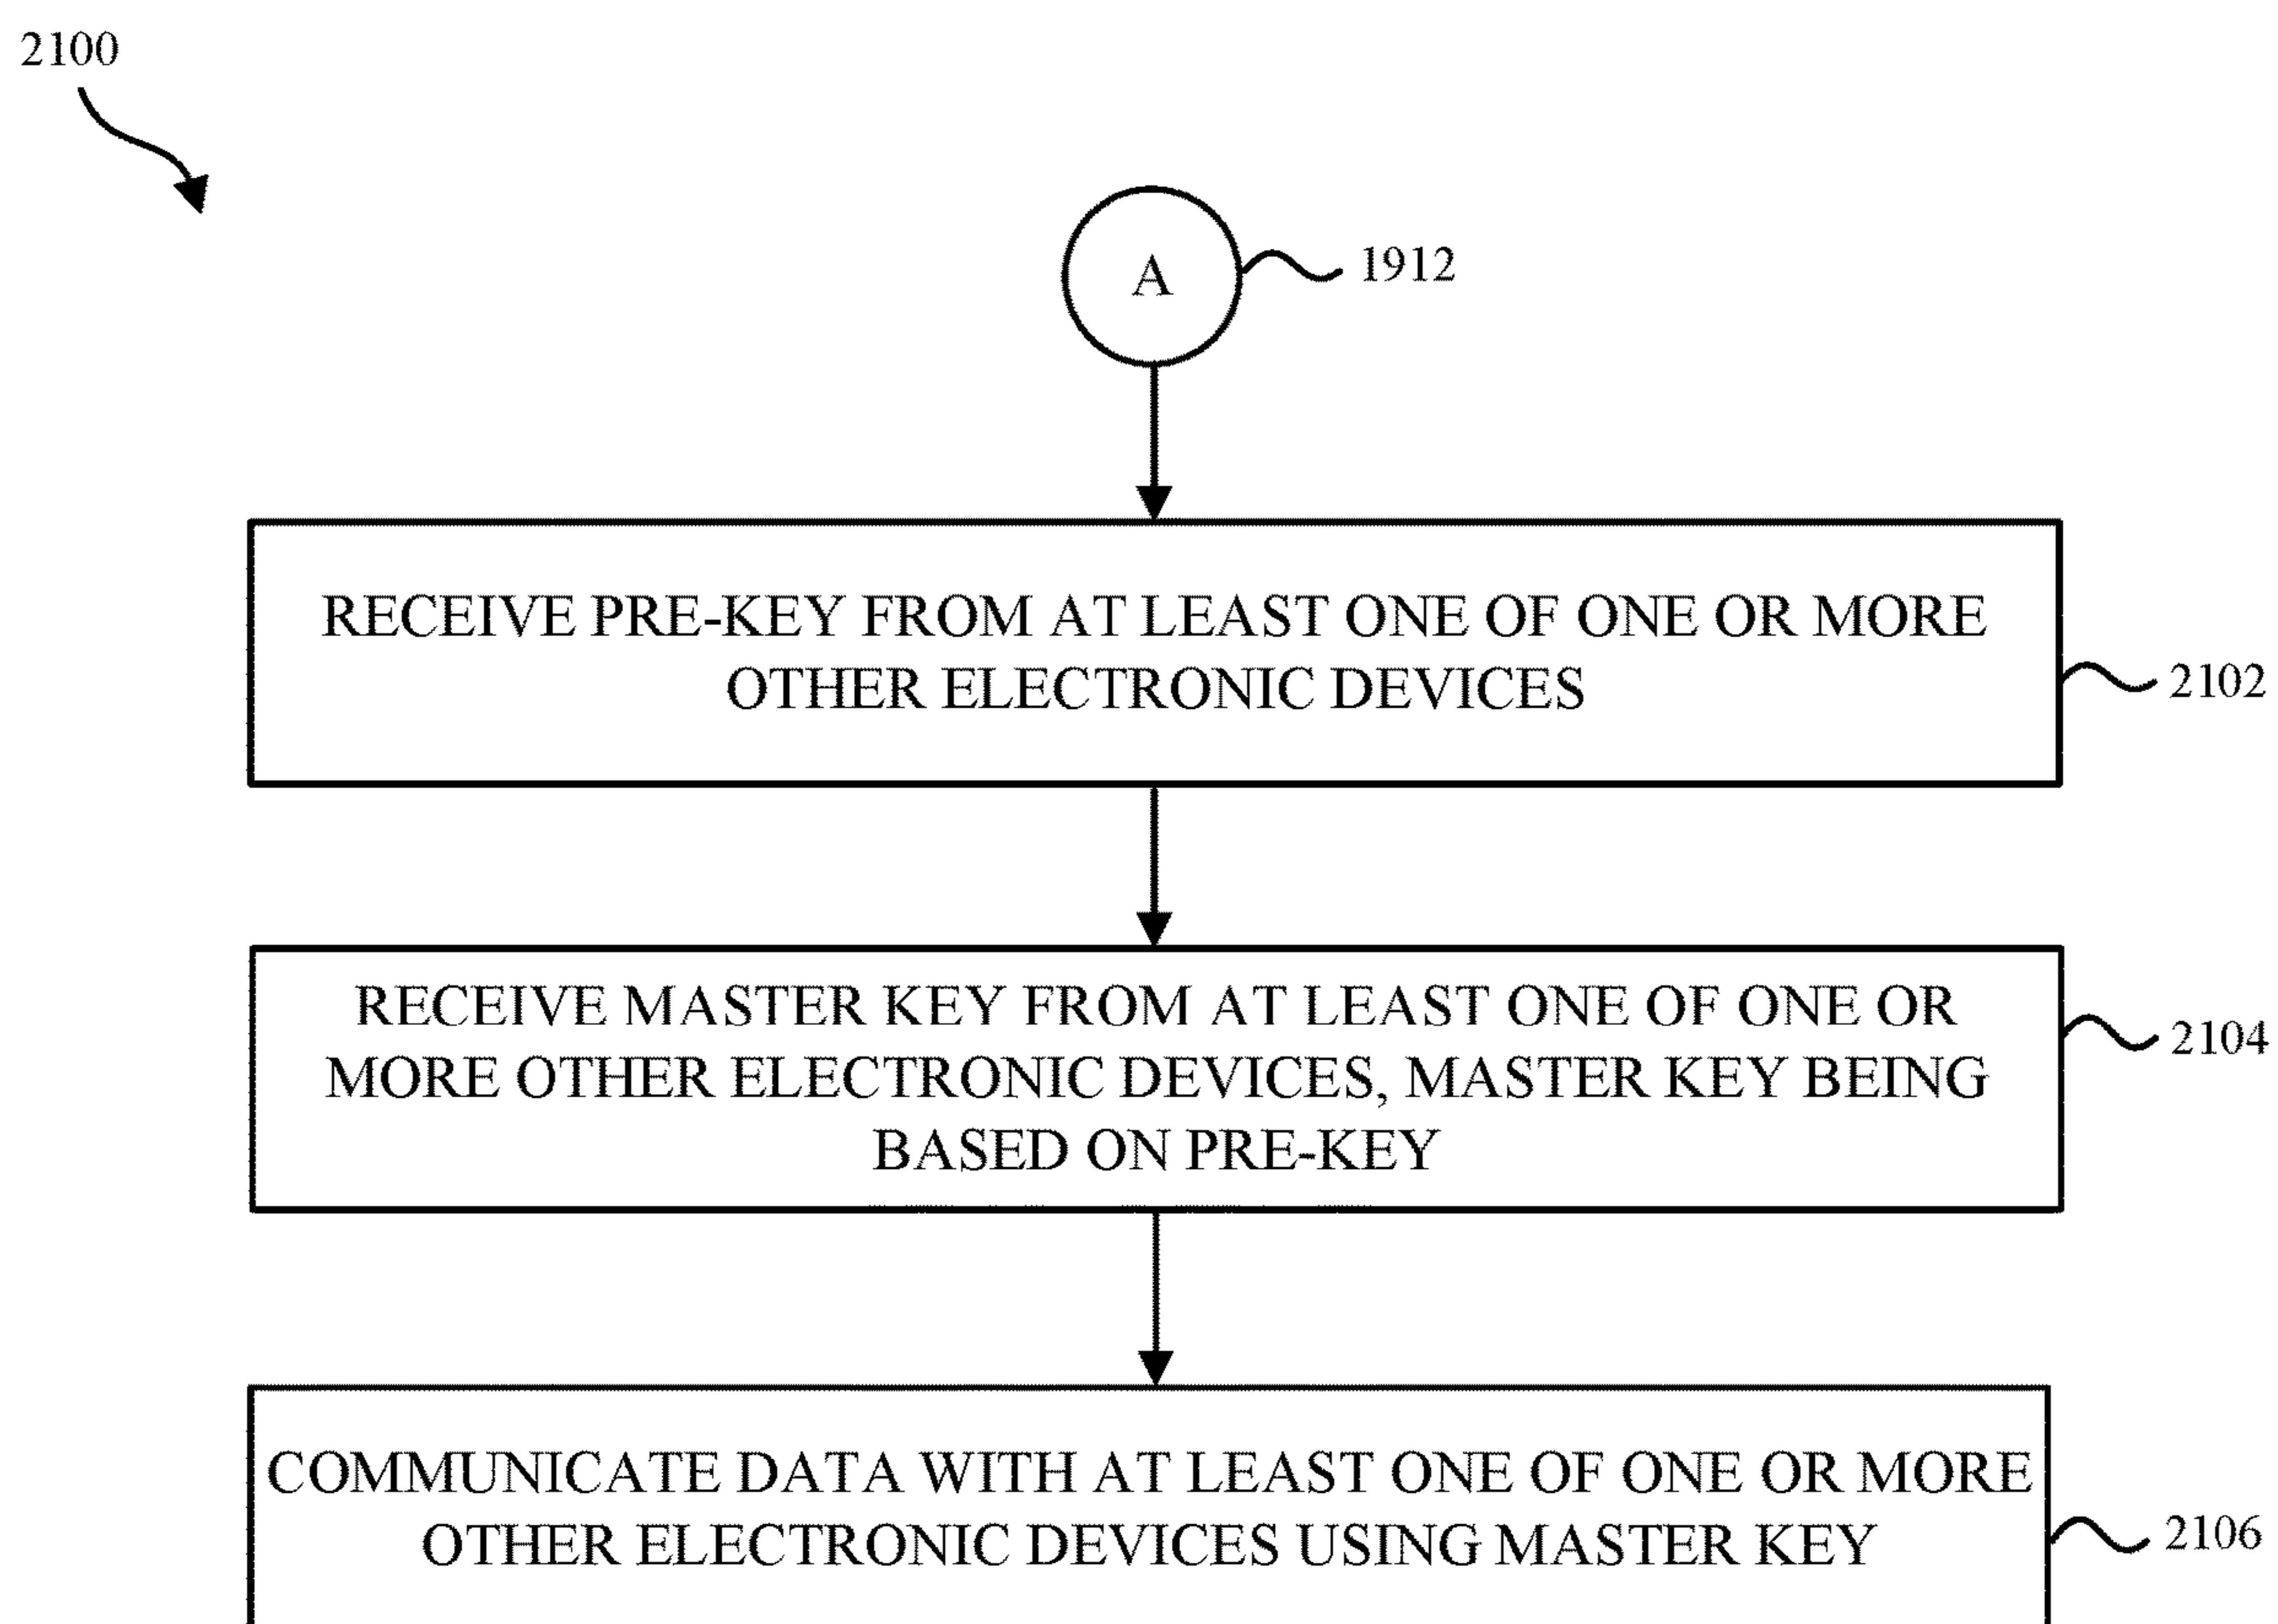 2100
A
1912
RECEIVE PRE-KEY FROM AT LEAST ONE OF ONE OR MORE
OTHER ELECTRONIC DEVICES
2102
RECEIVE MASTER KEY FROM AT LEAST ONE OF ONE OR
MORE OTHER ELECTRONIC DEVICES, MASTER KEY BEING
BASED ON PRE-KEY
2104
COMMUNICATE DATA WITH AT LEAST ONE OF ONE OR MORE
OTHER ELECTRONIC DEVICES USING MASTER KEY
2106